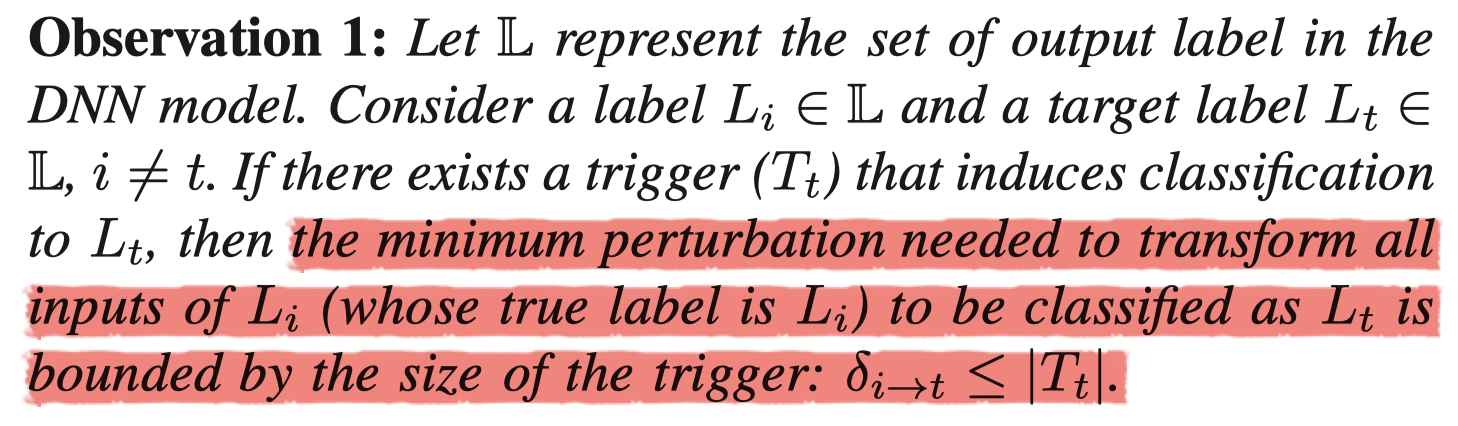 Observation 1: Let 𝕃 represent the set of output label in the
DNN model. Consider a label Lᵢ ∈ 𝕃 and a target label Lₜ ∈
𝕃, i ≠ t. If there exists a trigger (Tₜ) that induces classification
to Lₜ, then the minimum perturbation needed to transform all
inputs of Lᵢ (whose true label is Lᵢ) to be classified as Lₜ is
bounded by the size of the trigger: δᵢ→ₜ ≤ |Tₜ|.